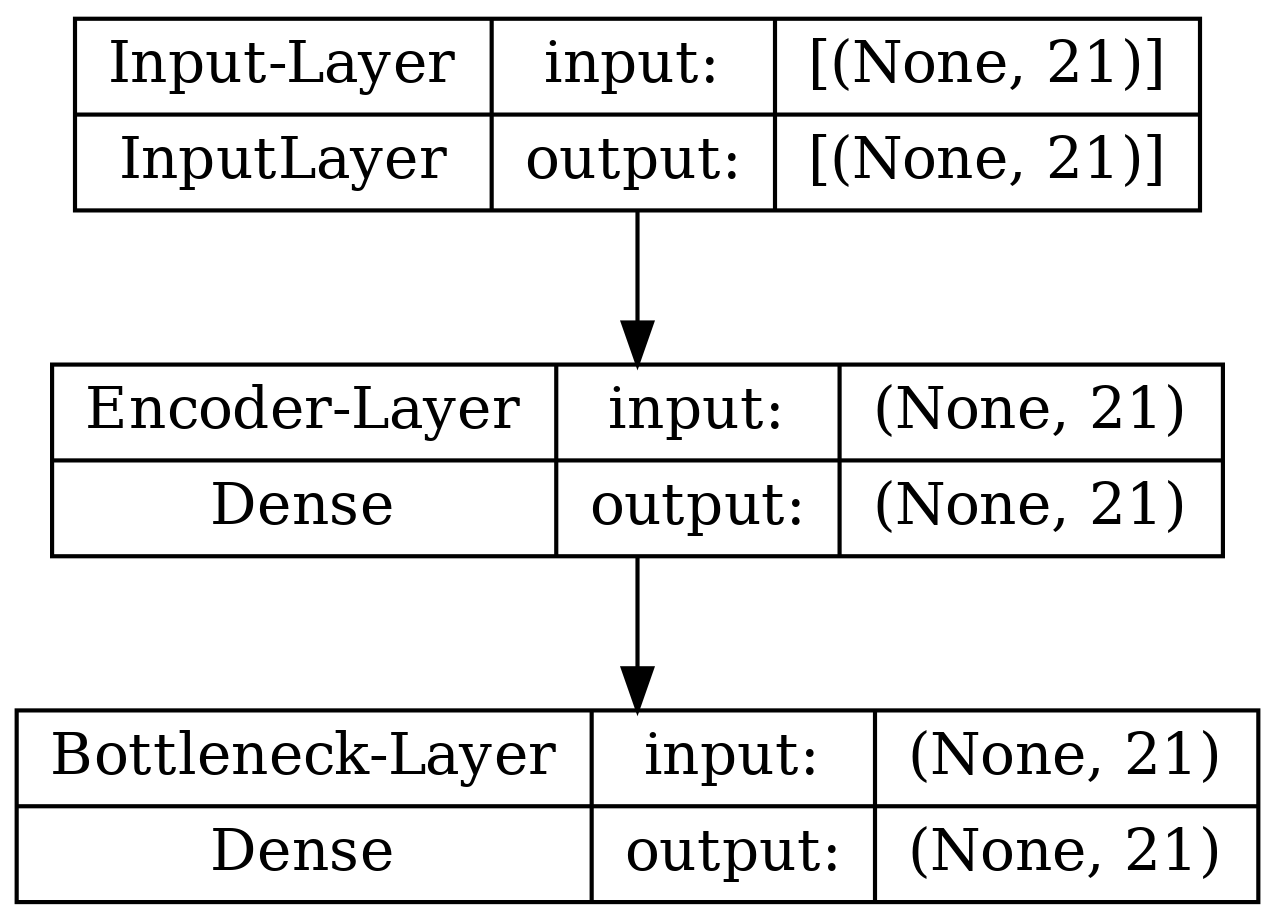 Input-Layer input: [(None, 21)]
InputLayer output: [(None, 21)]
Encoder-Layer input: (None, 21)
Dense output: (None, 21)
Bottleneck-Layer input: (None, 21)
Dense output: (None, 21)